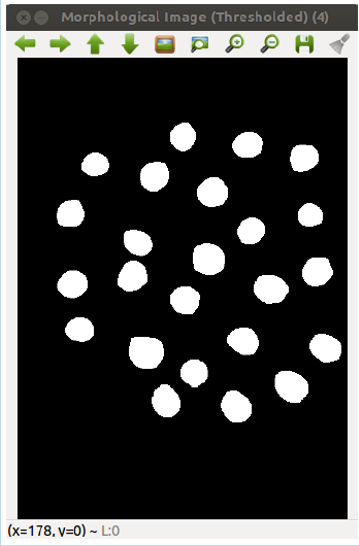 Morphological Image (Thresholded) (4)
(x=178, y=0) ~ L:0